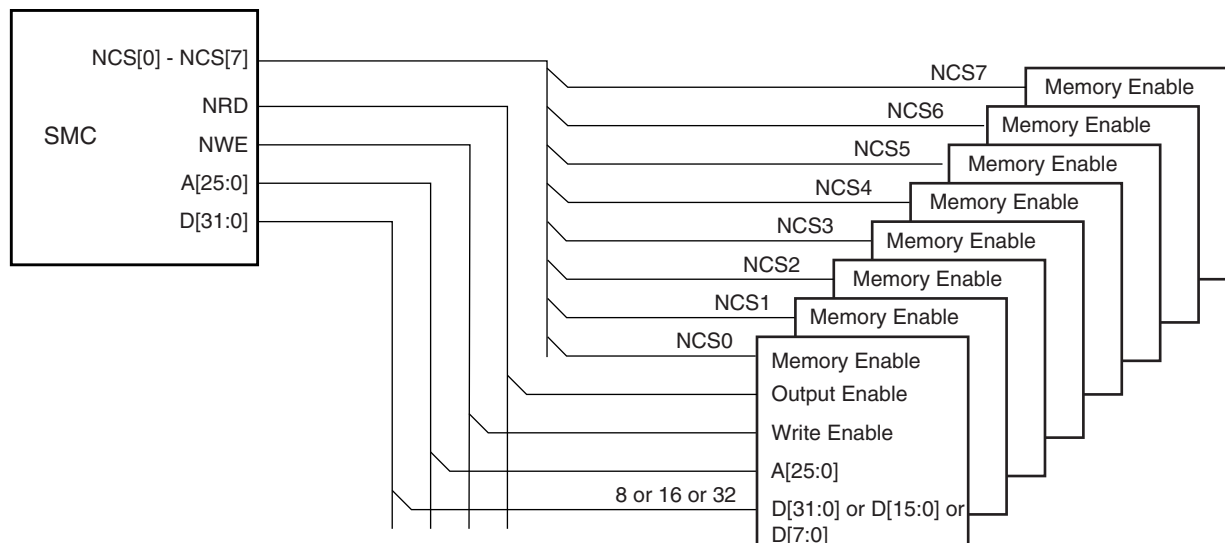 NCS[0] - NCS[7]
NRD
SMC
NWE
A[25:0]
D[31:0]
NCS7
Memory Enable
NCS6
Memory Enable
NCS5
Memory Enable
NCS4
Memory Enable
NCS3
Memory Enable
NCS2
Memory Enable
NCS1
Memory Enable
NCS0
Memory Enable
Output Enable
Write Enable
A[25:0]
8 or 16 or 32
D[31:0] or D[15:0] or
D[7:0]